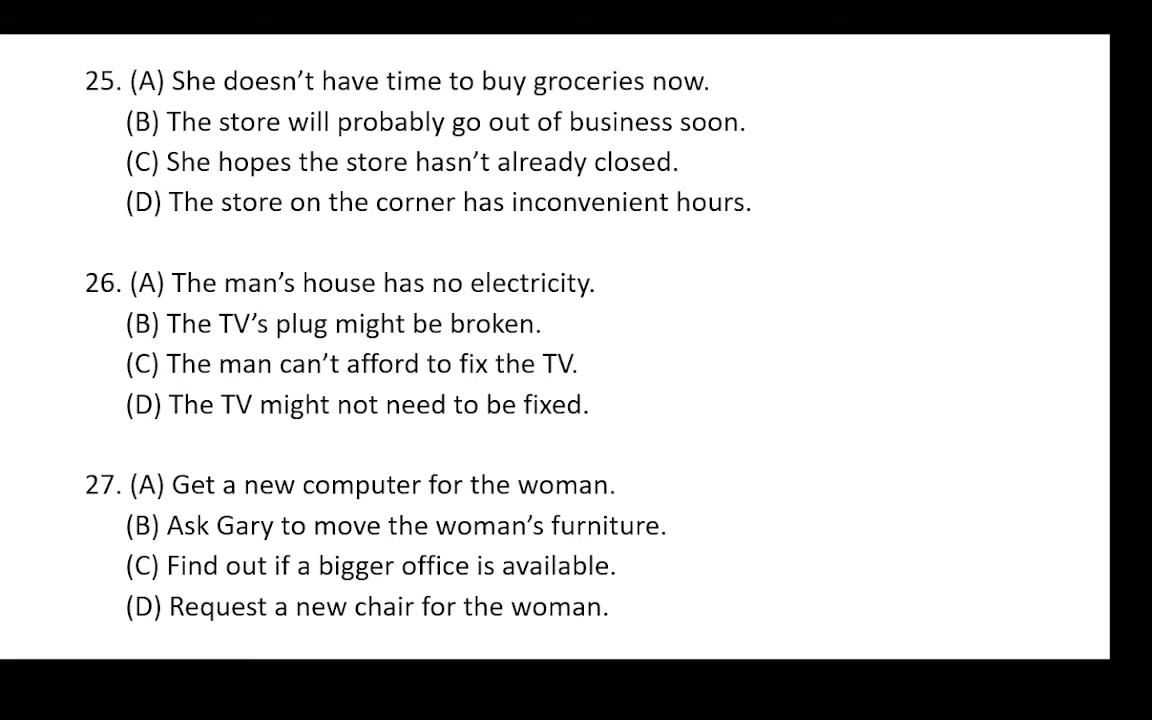 25. (A) She doesn’t have time to buy groceries now.
(B) The store will probably go out of business soon.
(C) She hopes the store hasn’t already closed.
(D) The store on the corner has inconvenient hours.
26. (A) The man’s house has no electricity.
(B) The TV’s plug might be broken.
(C) The man can’t afford to fix the TV.
(D) The TV might not need to be fixed.
27. (A) Get a new computer for the woman.
(B) Ask Gary to move the woman’s furniture.
(C) Find out if a bigger office is available.
(D) Request a new chair for the woman.